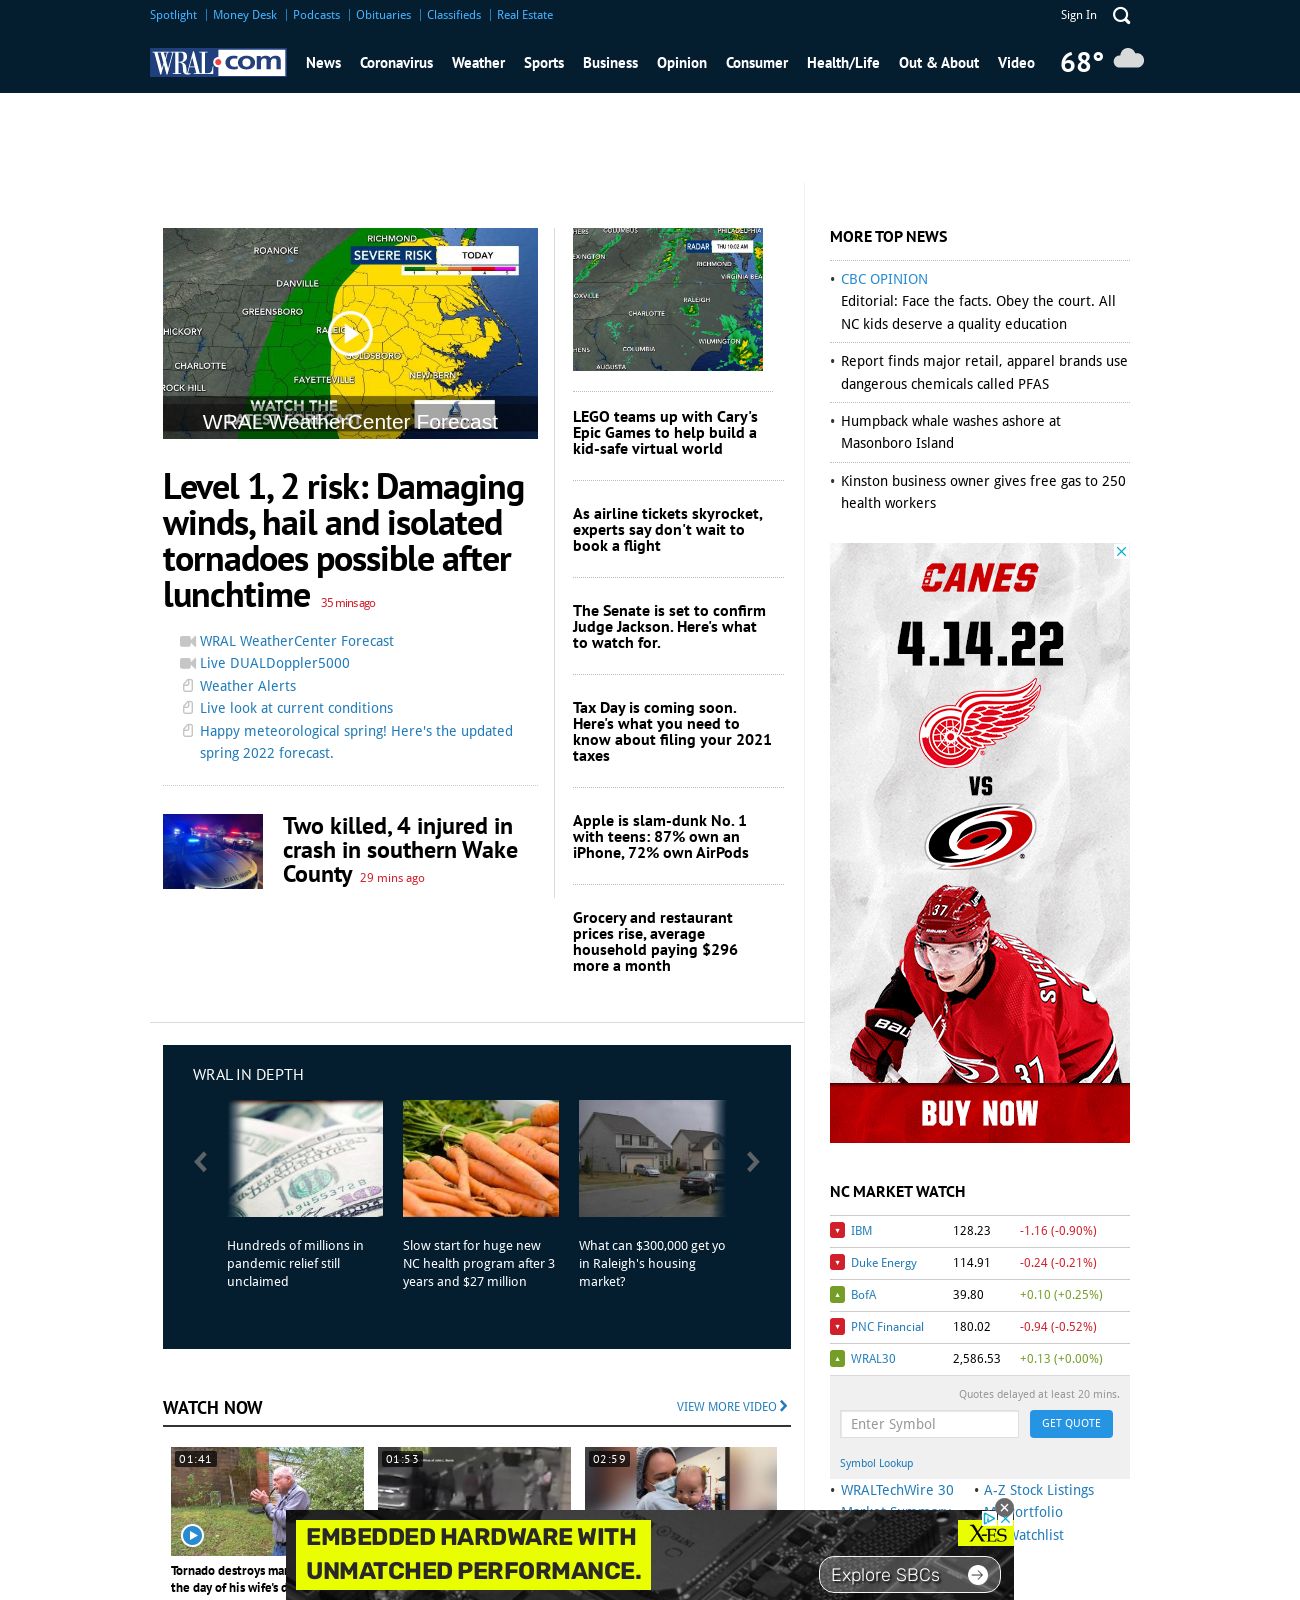 Spotlight | Money Desk | Podcasts | Obituaries | Classifieds | Real Estate
Sign In
WRAL.com
News Coronavirus Weather Sports Business Opinion Consumer Health/Life Out & About Video
68°
RICHMOND
ROANOKE
SEVERE RISK TODAY
DANVILLE
GREENSBORO
HICKORY
CHARLOTTE
GOLDSBORO
FAYETTEVILLE
NEW BERN
ROCK HILL
WATCH THE
WRAL WeatherCenter Forecast
Level 1, 2 risk: Damaging
winds, hail and isolated
tornadoes possible after
lunchtime 35 mins ago
WRAL WeatherCenter Forecast
Live DUALDoppler5000
Weather Alerts
Live look at current conditions
Happy meteorological spring! Here's the updated
spring 2022 forecast.
Two killed, 4 injured in
crash in southern Wake
County 29 mins ago
COLUMBUS
PHILADELPHIA
RADAR THU 10:02 AM
EXINGTON
RICHMOND
VIRGINIA BEA
OXVILLE
RALEIGH
CHARLOTTE
WILMINGTON
HENS
COLUMBIA
AUGUSTA
LEGO teams up with Cary's
Epic Games to help build a
kid-safe virtual world
As airline tickets skyrocket,
experts say don't wait to
book a flight
The Senate is set to confirm
Judge Jackson. Here's what
to watch for.
Tax Day is coming soon.
Here's what you need to
know about filing your 2021
taxes
Apple is slam-dunk No. 1
with teens: 87% own an
iPhone, 72% own AirPods
Grocery and restaurant
prices rise, average
household paying $296
more a month
MORE TOP NEWS
• CBC OPINION
Editorial: Face the facts. Obey the court. All
NC kids deserve a quality education
• Report finds major retail, apparel brands use
dangerous chemicals called PFAS
• Humpback whale washes ashore at
Masonboro Island
• Kinston business owner gives free gas to 250
health workers
CANES
4.14.22
VS
37
BAUER
SVECH
BAU
37
BUY NOW
WRAL IN DEPTH
Hundreds of millions in
pandemic relief still
unclaimed
Slow start for huge new
NC health program after 3
years and $27 million
What can $300,000 get yo
in Raleigh's housing
market?
NC MARKET WATCH
IBM 128.23 -1.16 (-0.90%)
Duke Energy 114.91 -0.24 (-0.21%)
BofA 39.80 +0.10 (+0.25%)
PNC Financial 180.02 -0.94 (-0.52%)
WRAL30 2,586.53 +0.13 (+0.00%)
Quotes delayed at least 20 mins.
Enter Symbol GET QUOTE
Symbol Lookup
• WRALTechWire 30 • A-Z Stock Listings
Market Summary
ortfolio
Watchlist
WATCH NOW
VIEW MORE VIDEO
01:41
01:53
02:59
Tornado destroys
the day of his wife's
EMBEDDED HARDWARE WITH
UNMATCHED PERFORMANCE.
X-ES
Explore SBCs